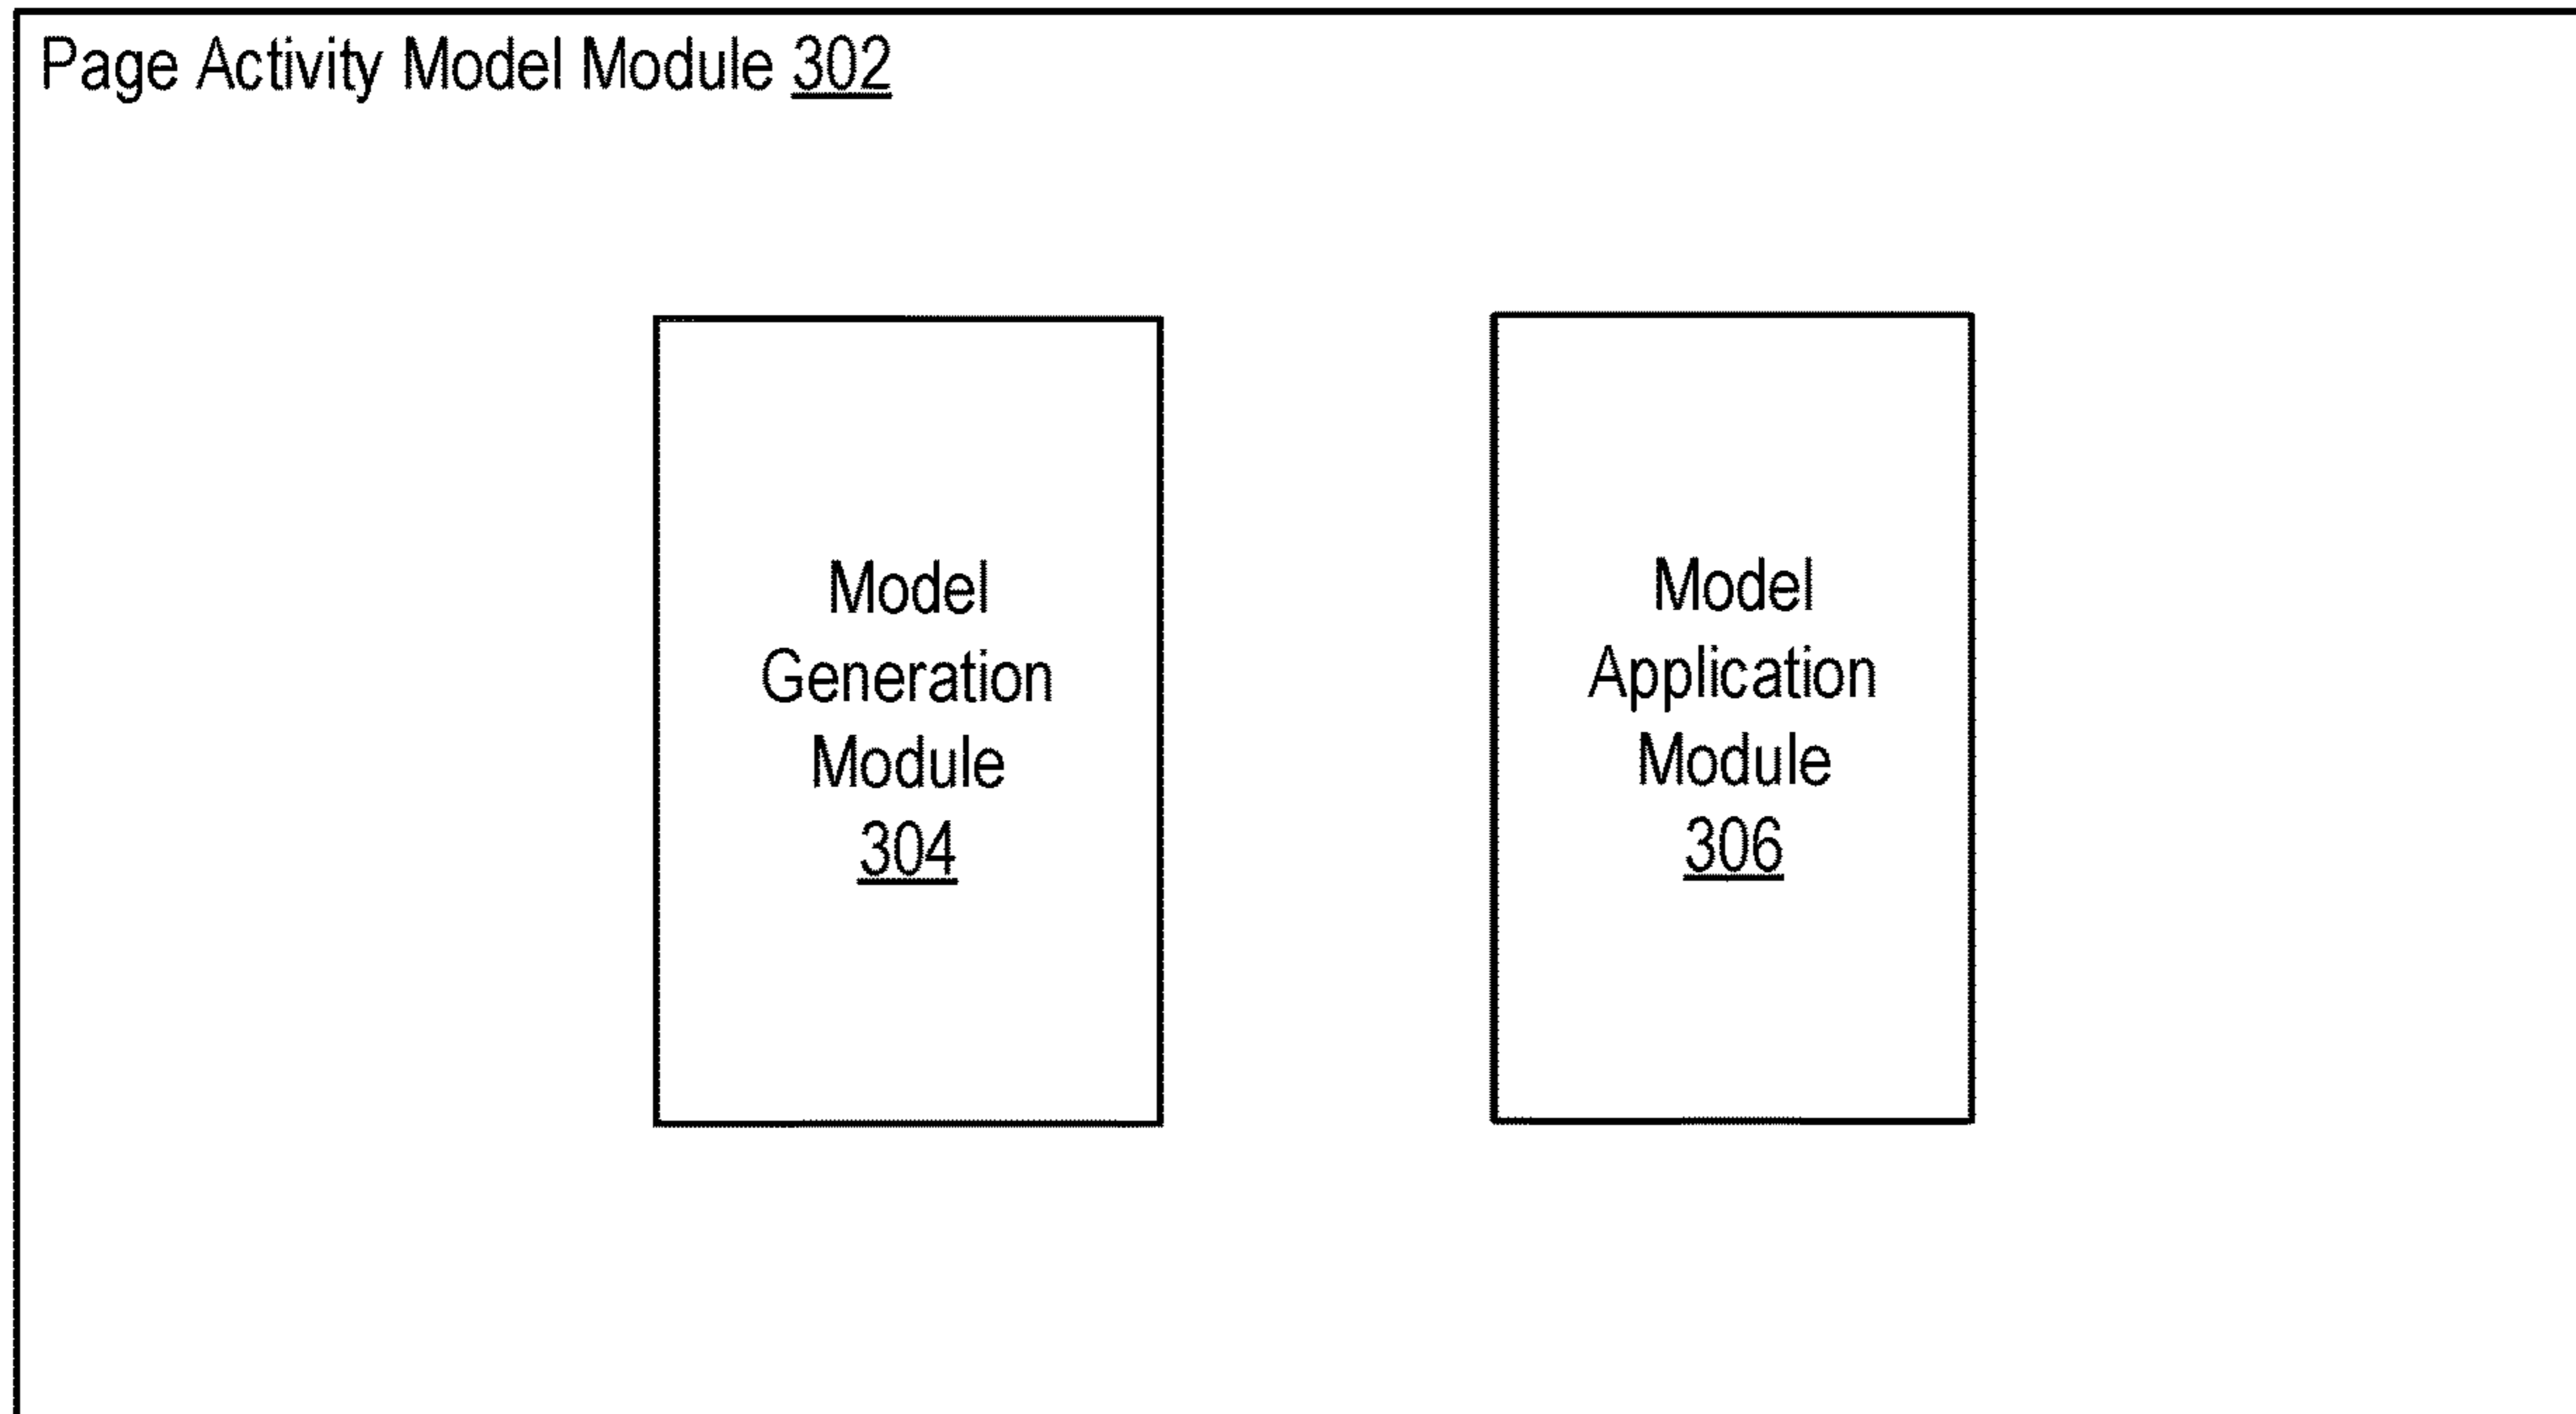 Page Activity Model Module 302
Model
Generation
Module
304
Model
Application
Module
306